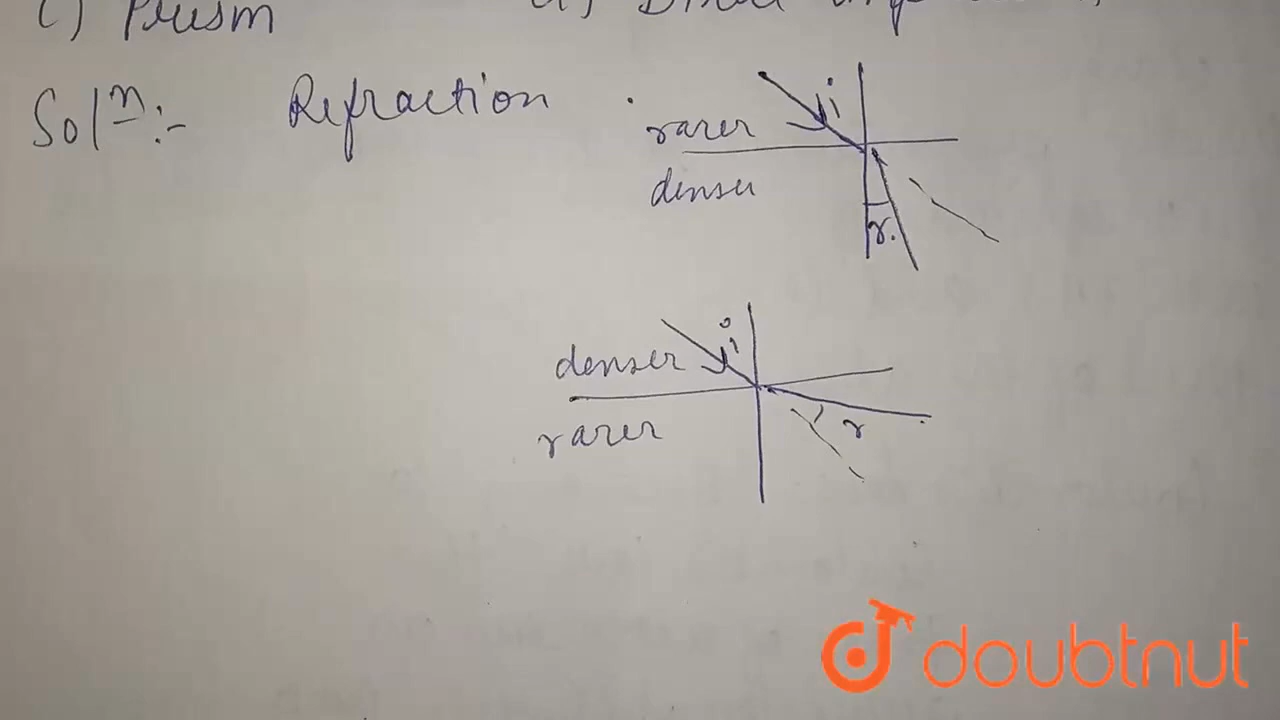 c) Prism
Solⁿ:- Refraction
i
rarer
denser
r.
i
denser
rarer
r
doubtnut